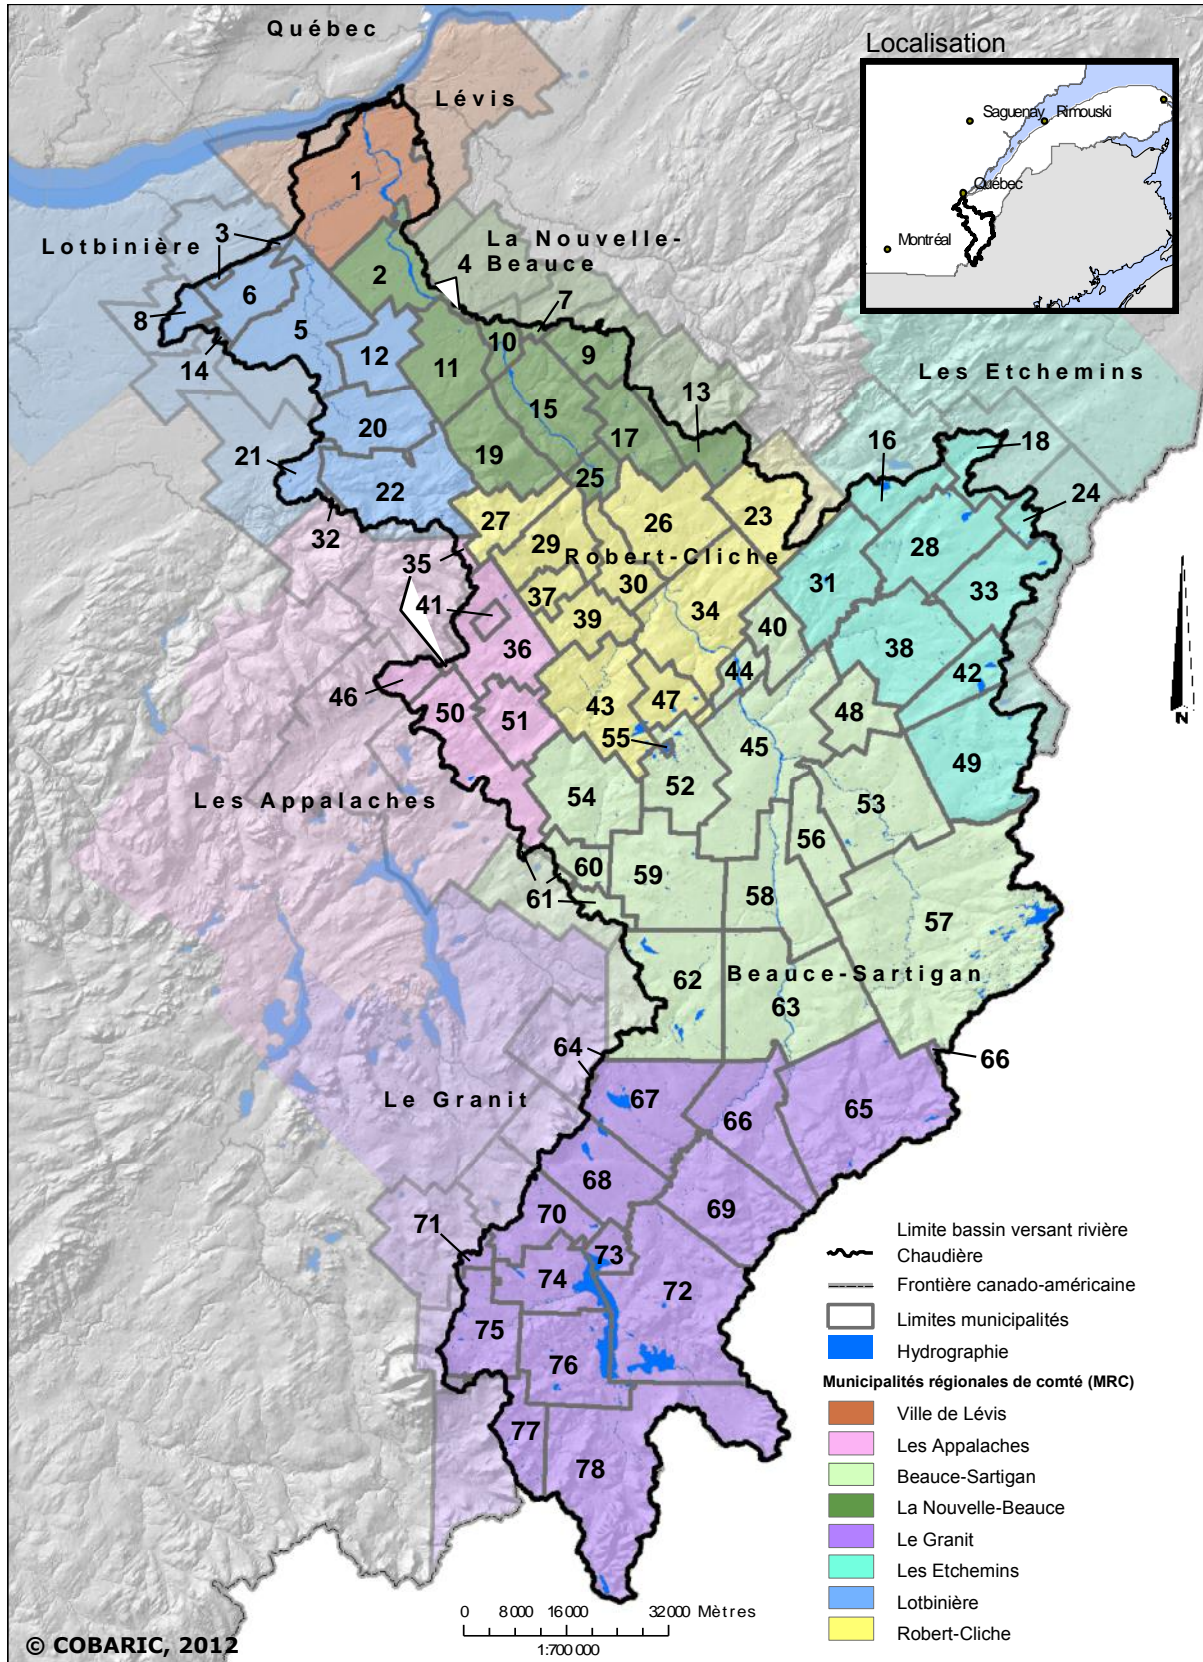 Québec
Localisation
Saguenay
Rimouski
Québec
Montréal
Lévis
1
Lotbinière
3
La Nouvelle-
Beauce
2
4
7
6
8
5
10
9
12
11
14
13
15
Les Etchemins
16
18
17
20
19
21
22
24
25
23
26
27
32
29
28
Robert-Cliche
35
30
31
33
37
34
41
39
40
36
38
46
44
42
50
43
47
48
51
55
45
49
52
Les Appalaches
54
53
56
60
59
61
58
57
62
Beauce-Sartigan
63
64
66
Le Granit
67
65
66
68
69
70
71
73
74
72
75
76
77
78
Limite bassin versant rivière
Chaudière
Frontière canado-américaine
Limites municipalités
Hydrographie
Municipalités régionales de comté (MRC)
Ville de Lévis
Les Appalaches
Beauce-Sartigan
La Nouvelle-Beauce
Le Granit
Les Etchemins
Lotbinière
Robert-Cliche
N
0 8 000 16 000 32 000 Mètres
1:700 000
© COBARIC, 2012